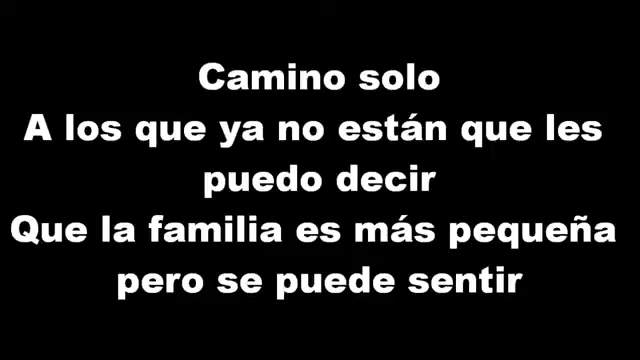 Camino solo
A los que ya no están que les
puedo decir
Que la familia es más pequeña
pero se puede sentir